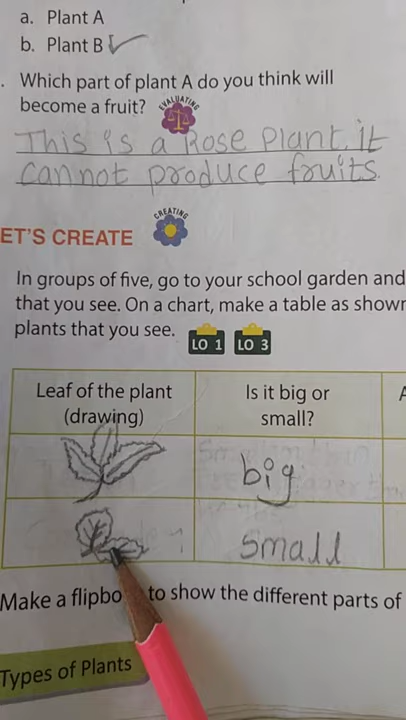 a. Plant A
b. Plant B
. Which part of plant A do you think will
become a fruit? EVALUATING
This is a Rose Plant. it
cannot produce fruits.
CREATING
ET'S CREATE
In groups of five, go to your school garden and
that you see. On a chart, make a table as show
plants that you see. LO 1 LO 3
Leaf of the plant (drawing) Is it big or small? A
big
small
Make a flipbo to show the different parts of
Types of Plants